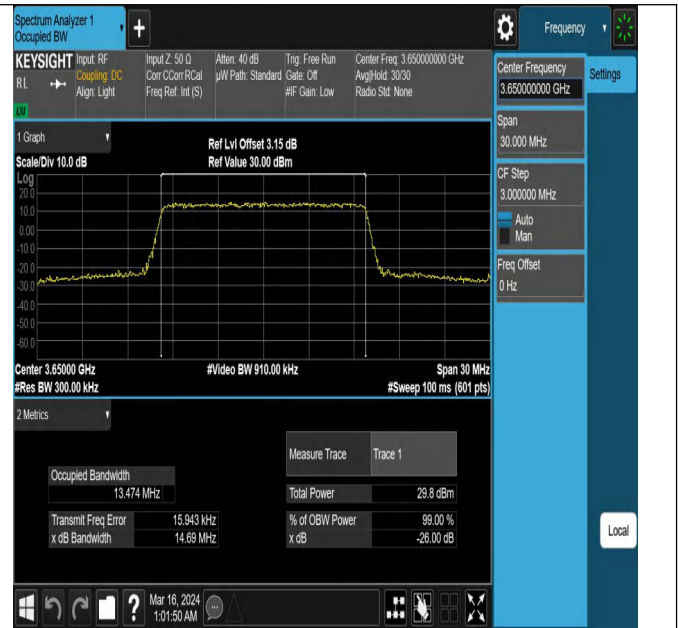 Spectrum Analyzer 1
Occupied BW
Frequency
KEYSIGHT
RL
Input: RF
Coupling: DC
Align: Light
Input Z: 50 Ω
Corr CCorr RCal
Freq Ref: Int (S)
Atten: 40 dB
µW Path: Standard
Trig: Free Run
Gate: Off
#IF Gain: Low
Center Freq: 3.650000000 GHz
Avg|Hold: 30/30
Radio Std: None
LXI
Center Frequency
3.650000000 GHz
Settings
Span
30.000 MHz
CF Step
3.000000 MHz
Auto
Man
Freq Offset
0 Hz
Local
1 Graph
Scale/Div 10.0 dB
Ref Lvl Offset 3.15 dB
Ref Value 30.00 dBm
Log
20.0
10.0
0.00
-10.0
-20.0
-30.0
-40.0
-50.0
-60.0
Center 3.65000 GHz
#Video BW 910.00 kHz
Span 30 MHz
#Res BW 300.00 kHz
#Sweep 100 ms (601 pts)
2 Metrics
Measure Trace
Trace 1
Occupied Bandwidth
13.474 MHz
Total Power
29.8 dBm
Transmit Freq Error
15.943 kHz
% of OBW Power
99.00 %
x dB Bandwidth
14.69 MHz
x dB
-26.00 dB
?
Mar 16, 2024
1:01:50 AM